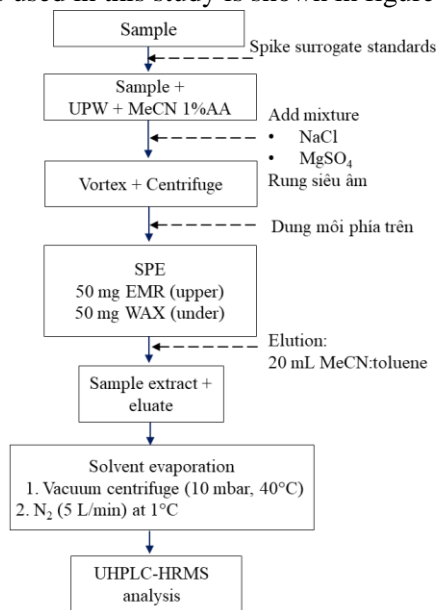 used in this study is shown in figure
Sample
Spike surrogate standards
Sample +
UPW + MeCN 1%AA
Add mixture
• NaCl
• MgSO₄
Rung siêu âm
Vortex + Centrifuge
Dung môi phía trên
SPE
50 mg EMR (upper)
50 mg WAX (under)
Elution:
20 mL MeCN:toluene
Sample extract +
eluate
Solvent evaporation
1. Vacuum centrifuge (10 mbar, 40°C)
2. N₂ (5 L/min) at 1°C
UHPLC-HRMS
analysis